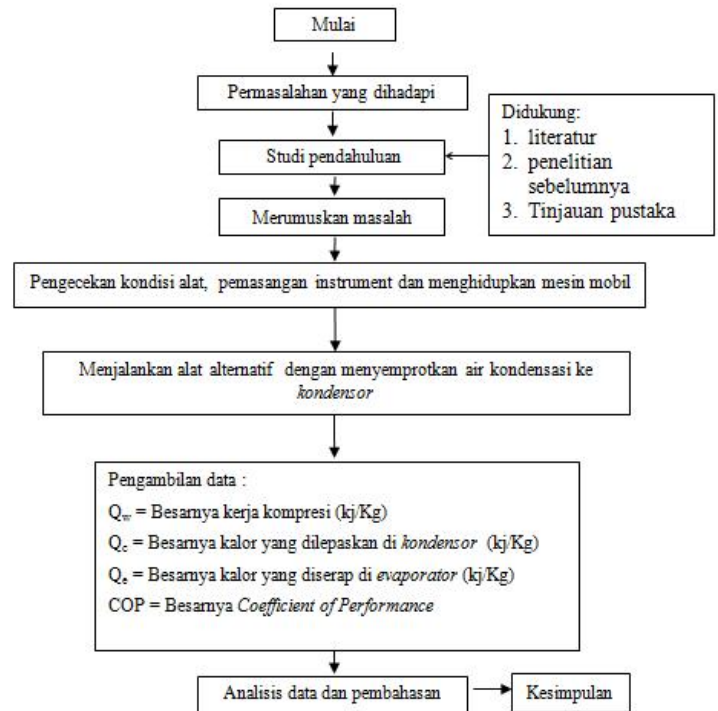 Mulai
Permasalahan yang dihadapi
Didukung:
1. literatur
2. penelitian
sebelumnya
3. Tinjauan pustaka
Studi pendahuluan
Merumuskan masalah
Pengecekan kondisi alat, pemasangan instrument dan menghidupkan mesin mobil
Menjalankan alat alternatif dengan menyemprotkan air kondensasi ke
kondensor
Pengambilan data :
Qw = Besarnya kerja kompresi (kj/Kg)
Qc = Besarnya kalor yang dilepaskan di kondensor (kj/Kg)
Qe = Besarnya kalor yang diserap di evaporator (kj/Kg)
COP = Besarnya Coefficient of Performance
Analisis data dan pembahasan
Kesimpulan